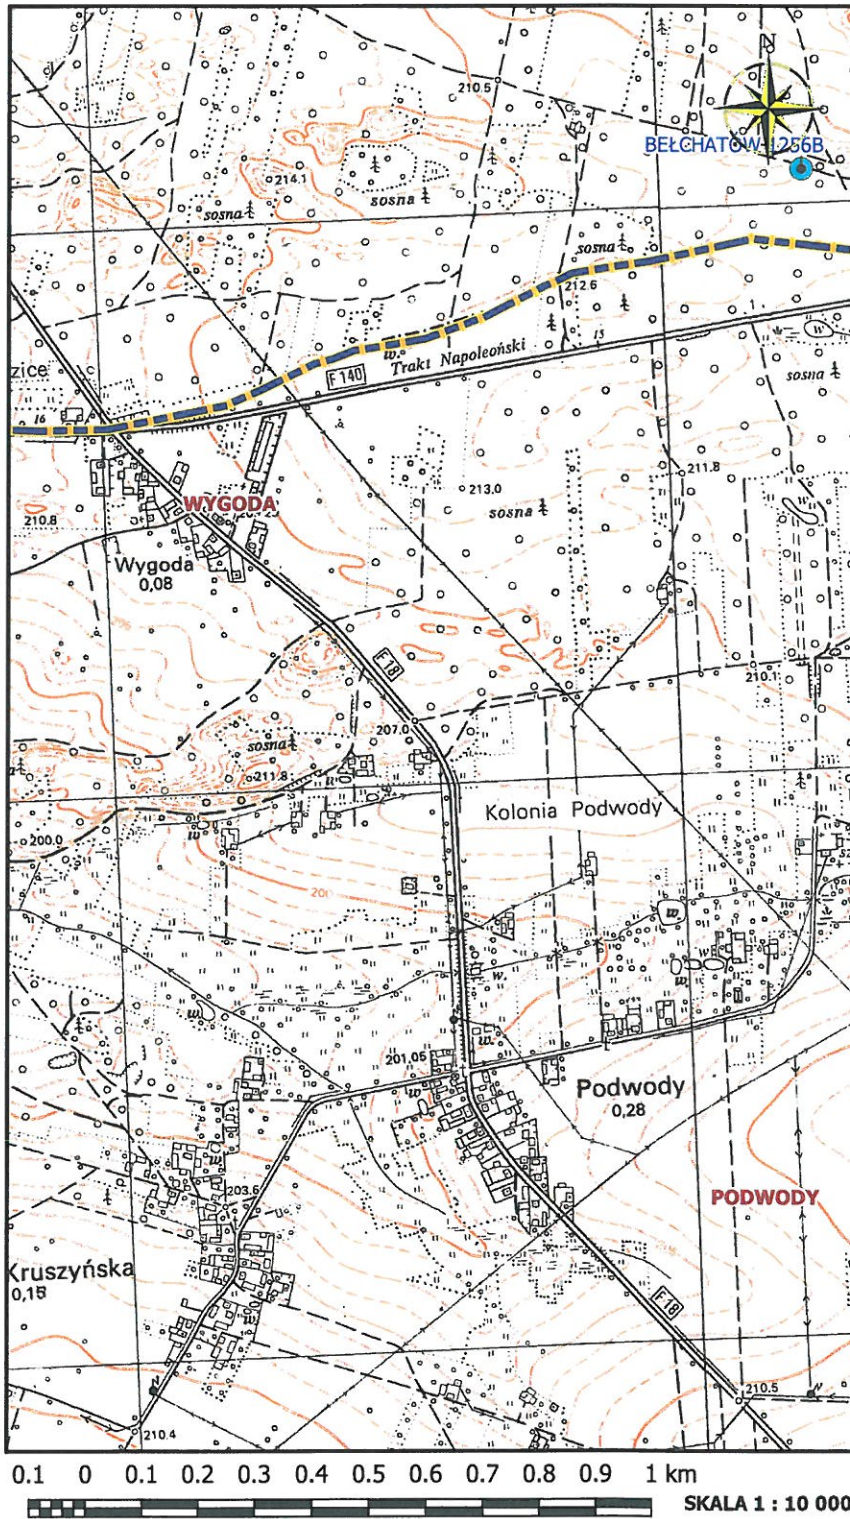 N
210.5
BEŁCHATÓW-1256B
214.1
sosna
sosna
sosna
212.6
15
w.
Trakt Napoleoński
F 140
zice
w
sosna
16
211.8
WYGODA
213,0
sosna
210.8
Wygoda
0,08
F 18
210.1
207.0
sosna
211.8
w
Kolonia Podwody
w
200.0
w
w
w
w
w.
w
N
w
201,05
w
Podwody
0,28
w
203.6
PODWODY
Kruszyńska
0,15
F 18
w
N
210.5
N
210.4
0.1 0 0.1 0.2 0.3 0.4 0.5 0.6 0.7 0.8 0.9 1 km
SKALA 1 : 10 000